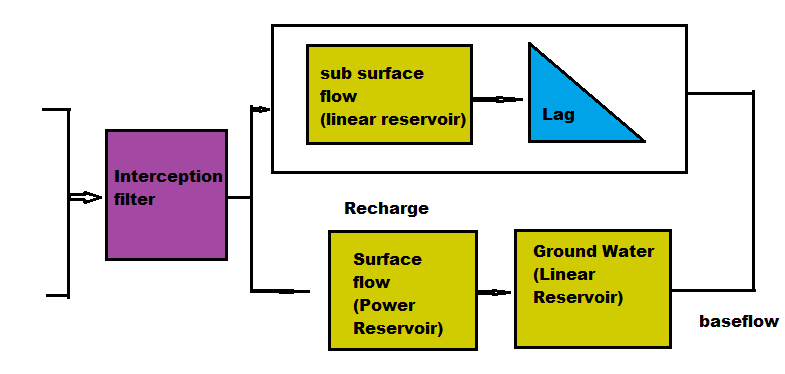 sub surface
flow
(linear reservoir)
Lag
Interception
filter
Recharge
Surface
flow
(Power
Reservoir)
Ground Water
(Linear
Reservoir)
baseflow